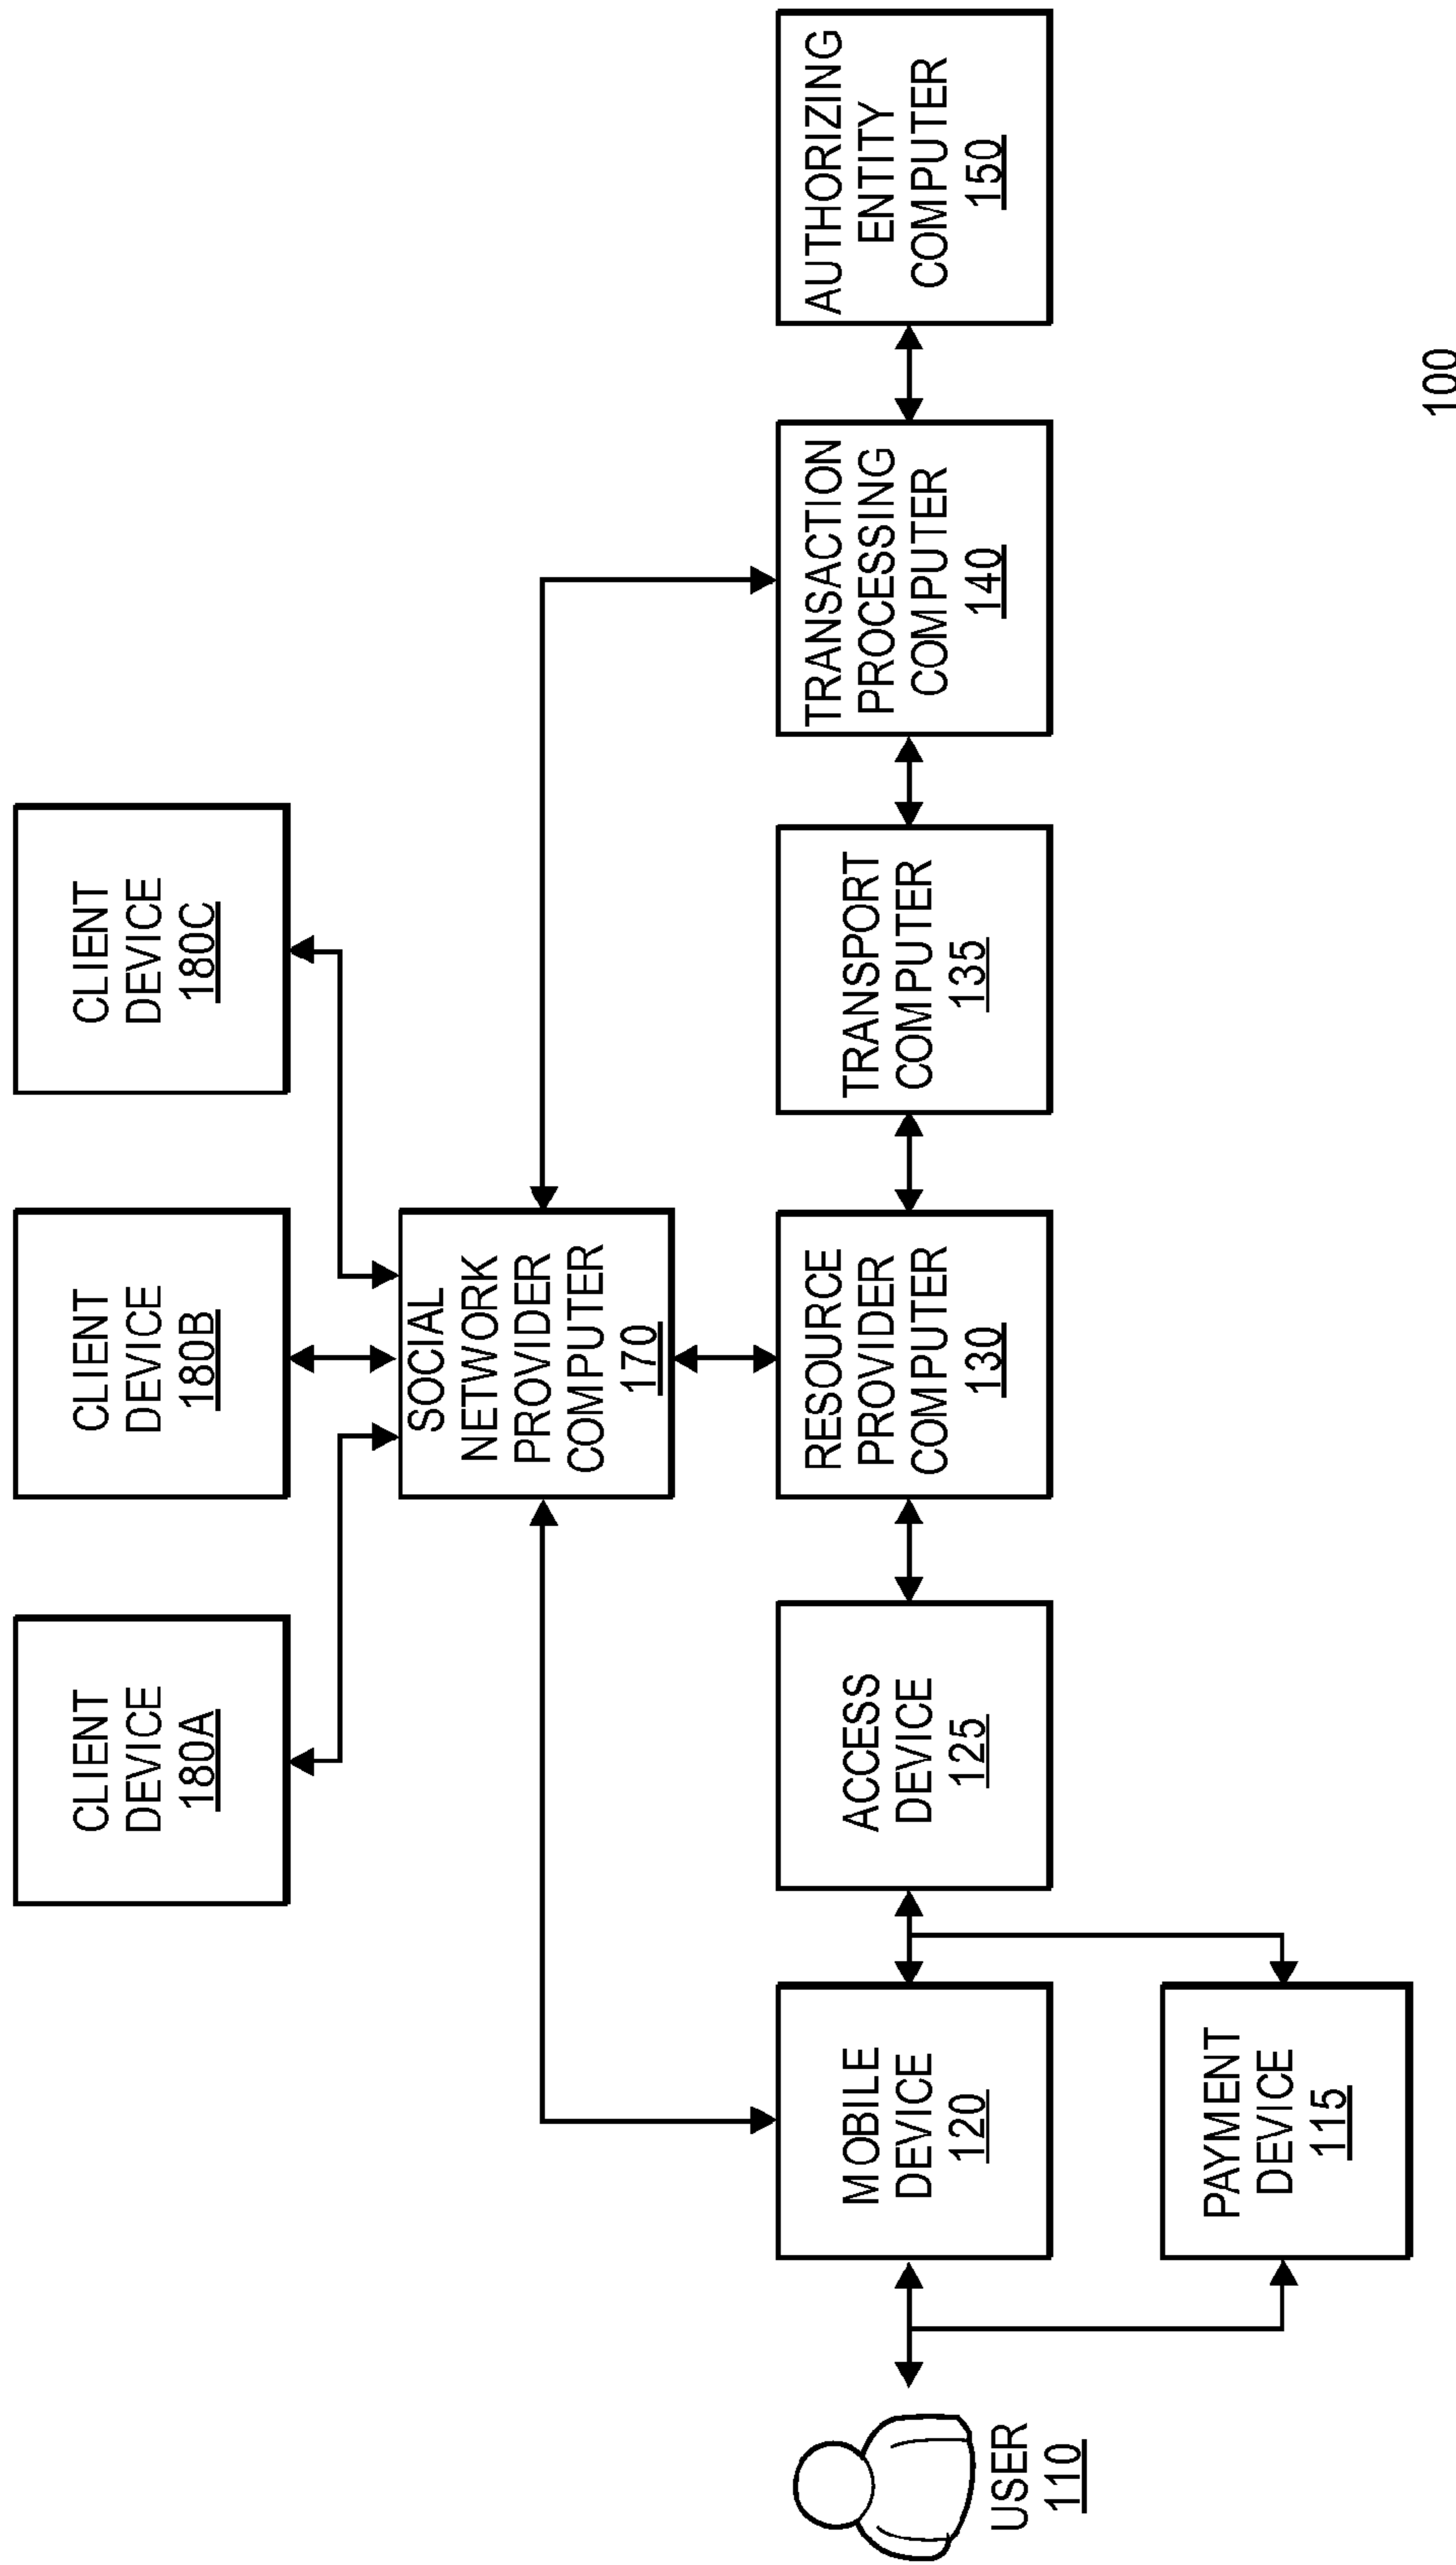 CLIENT
DEVICE
180A
CLIENT
DEVICE
180B
CLIENT
DEVICE
180C
SOCIAL
NETWORK
PROVIDER
COMPUTER
170
USER
110
MOBILE
DEVICE
120
ACCESS
DEVICE
125
RESOURCE
PROVIDER
COMPUTER
130
TRANSPORT
COMPUTER
135
TRANSACTION
PROCESSING
COMPUTER
140
AUTHORIZING
ENTITY
COMPUTER
150
PAYMENT
DEVICE
115
100